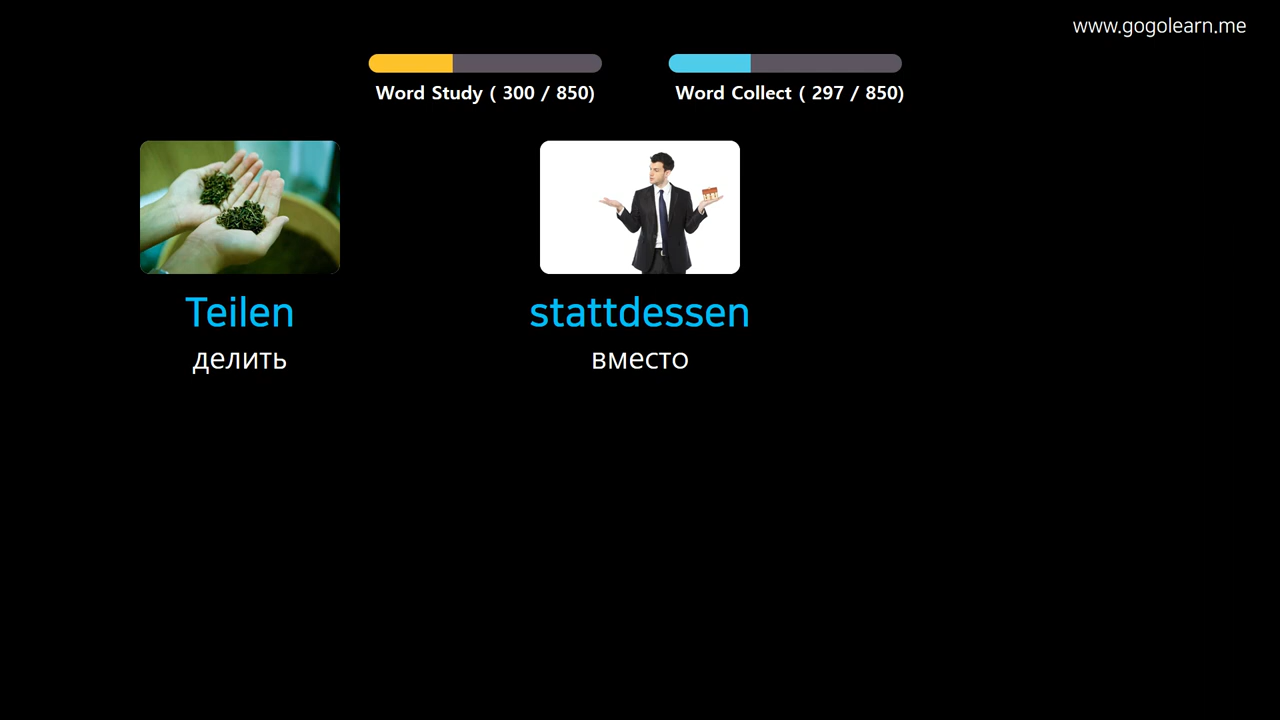 www.gogolearn.me
Word Study ( 300 / 850)
Word Collect ( 297 / 850)
Teilen
делить
stattdessen
вместо